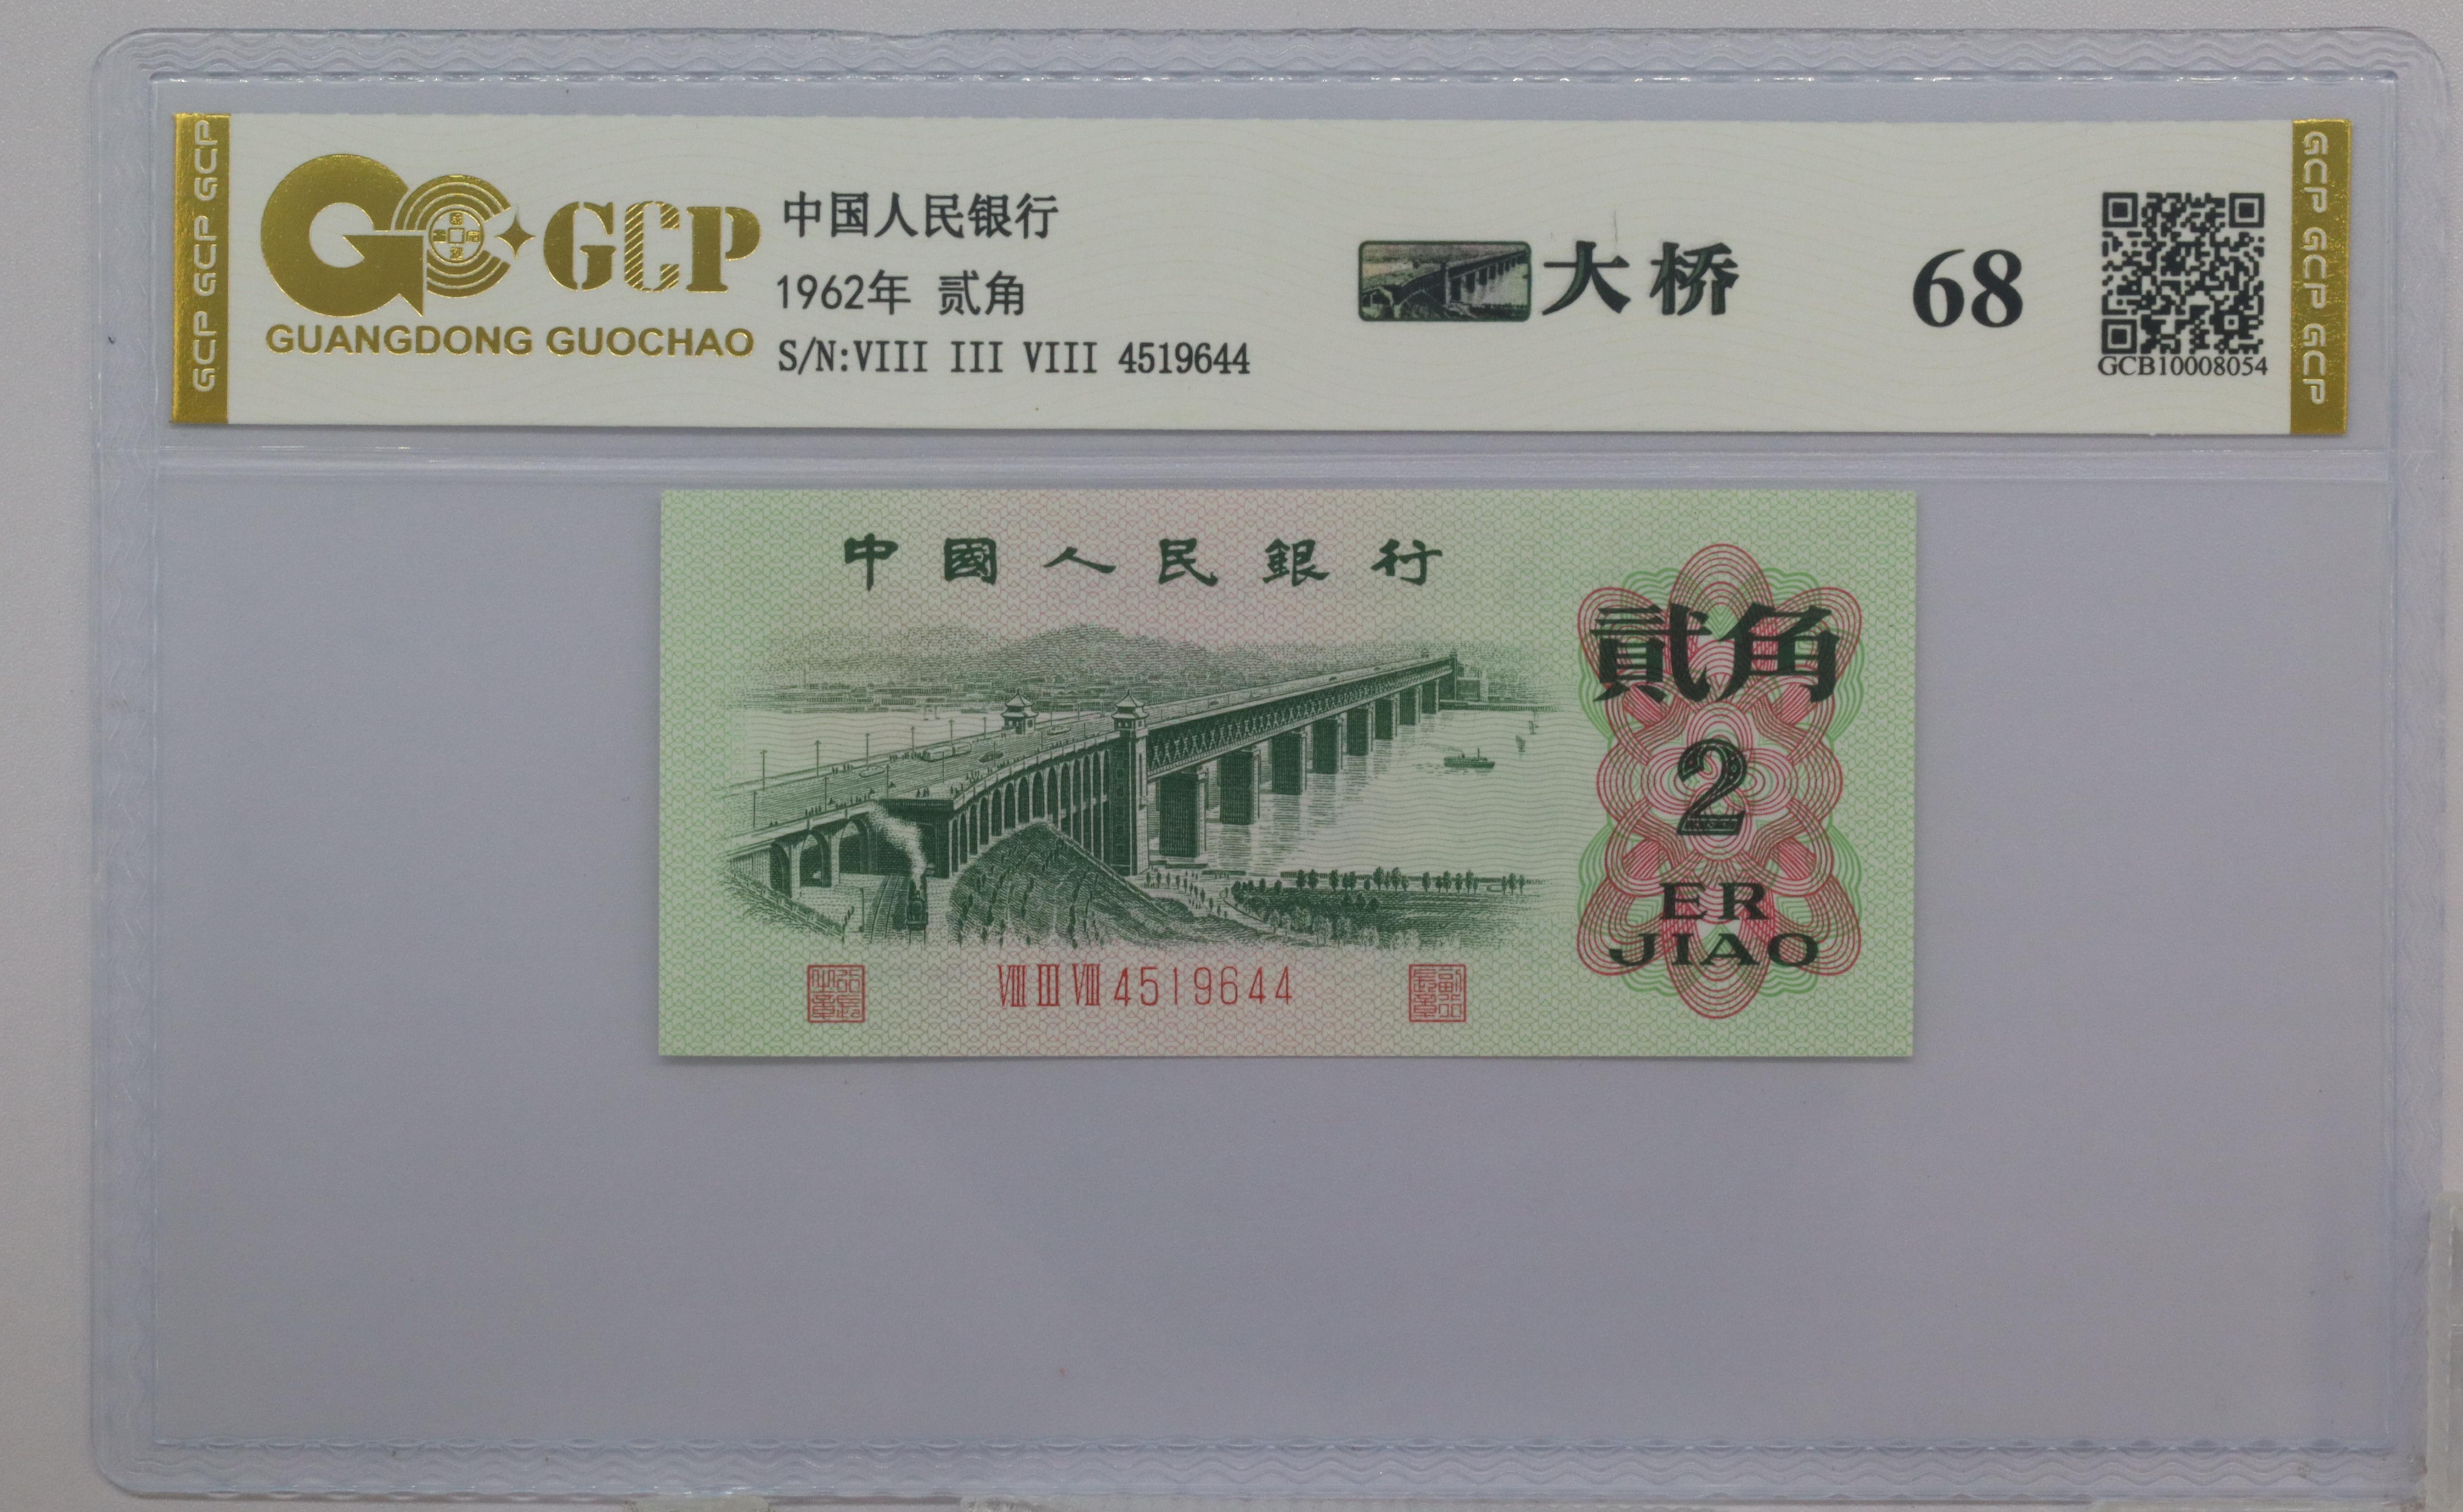 GCP GCP GCP
GCP
GUANGDONG GUOCHAO
中国人民银行
1962年 贰角
S/N:VIII III VIII 4519644
大桥
68
GCB10008054
GCP GCP GCP
中國人民銀行
貳角
2
ER
JIAO
VIII III VIII 4519644